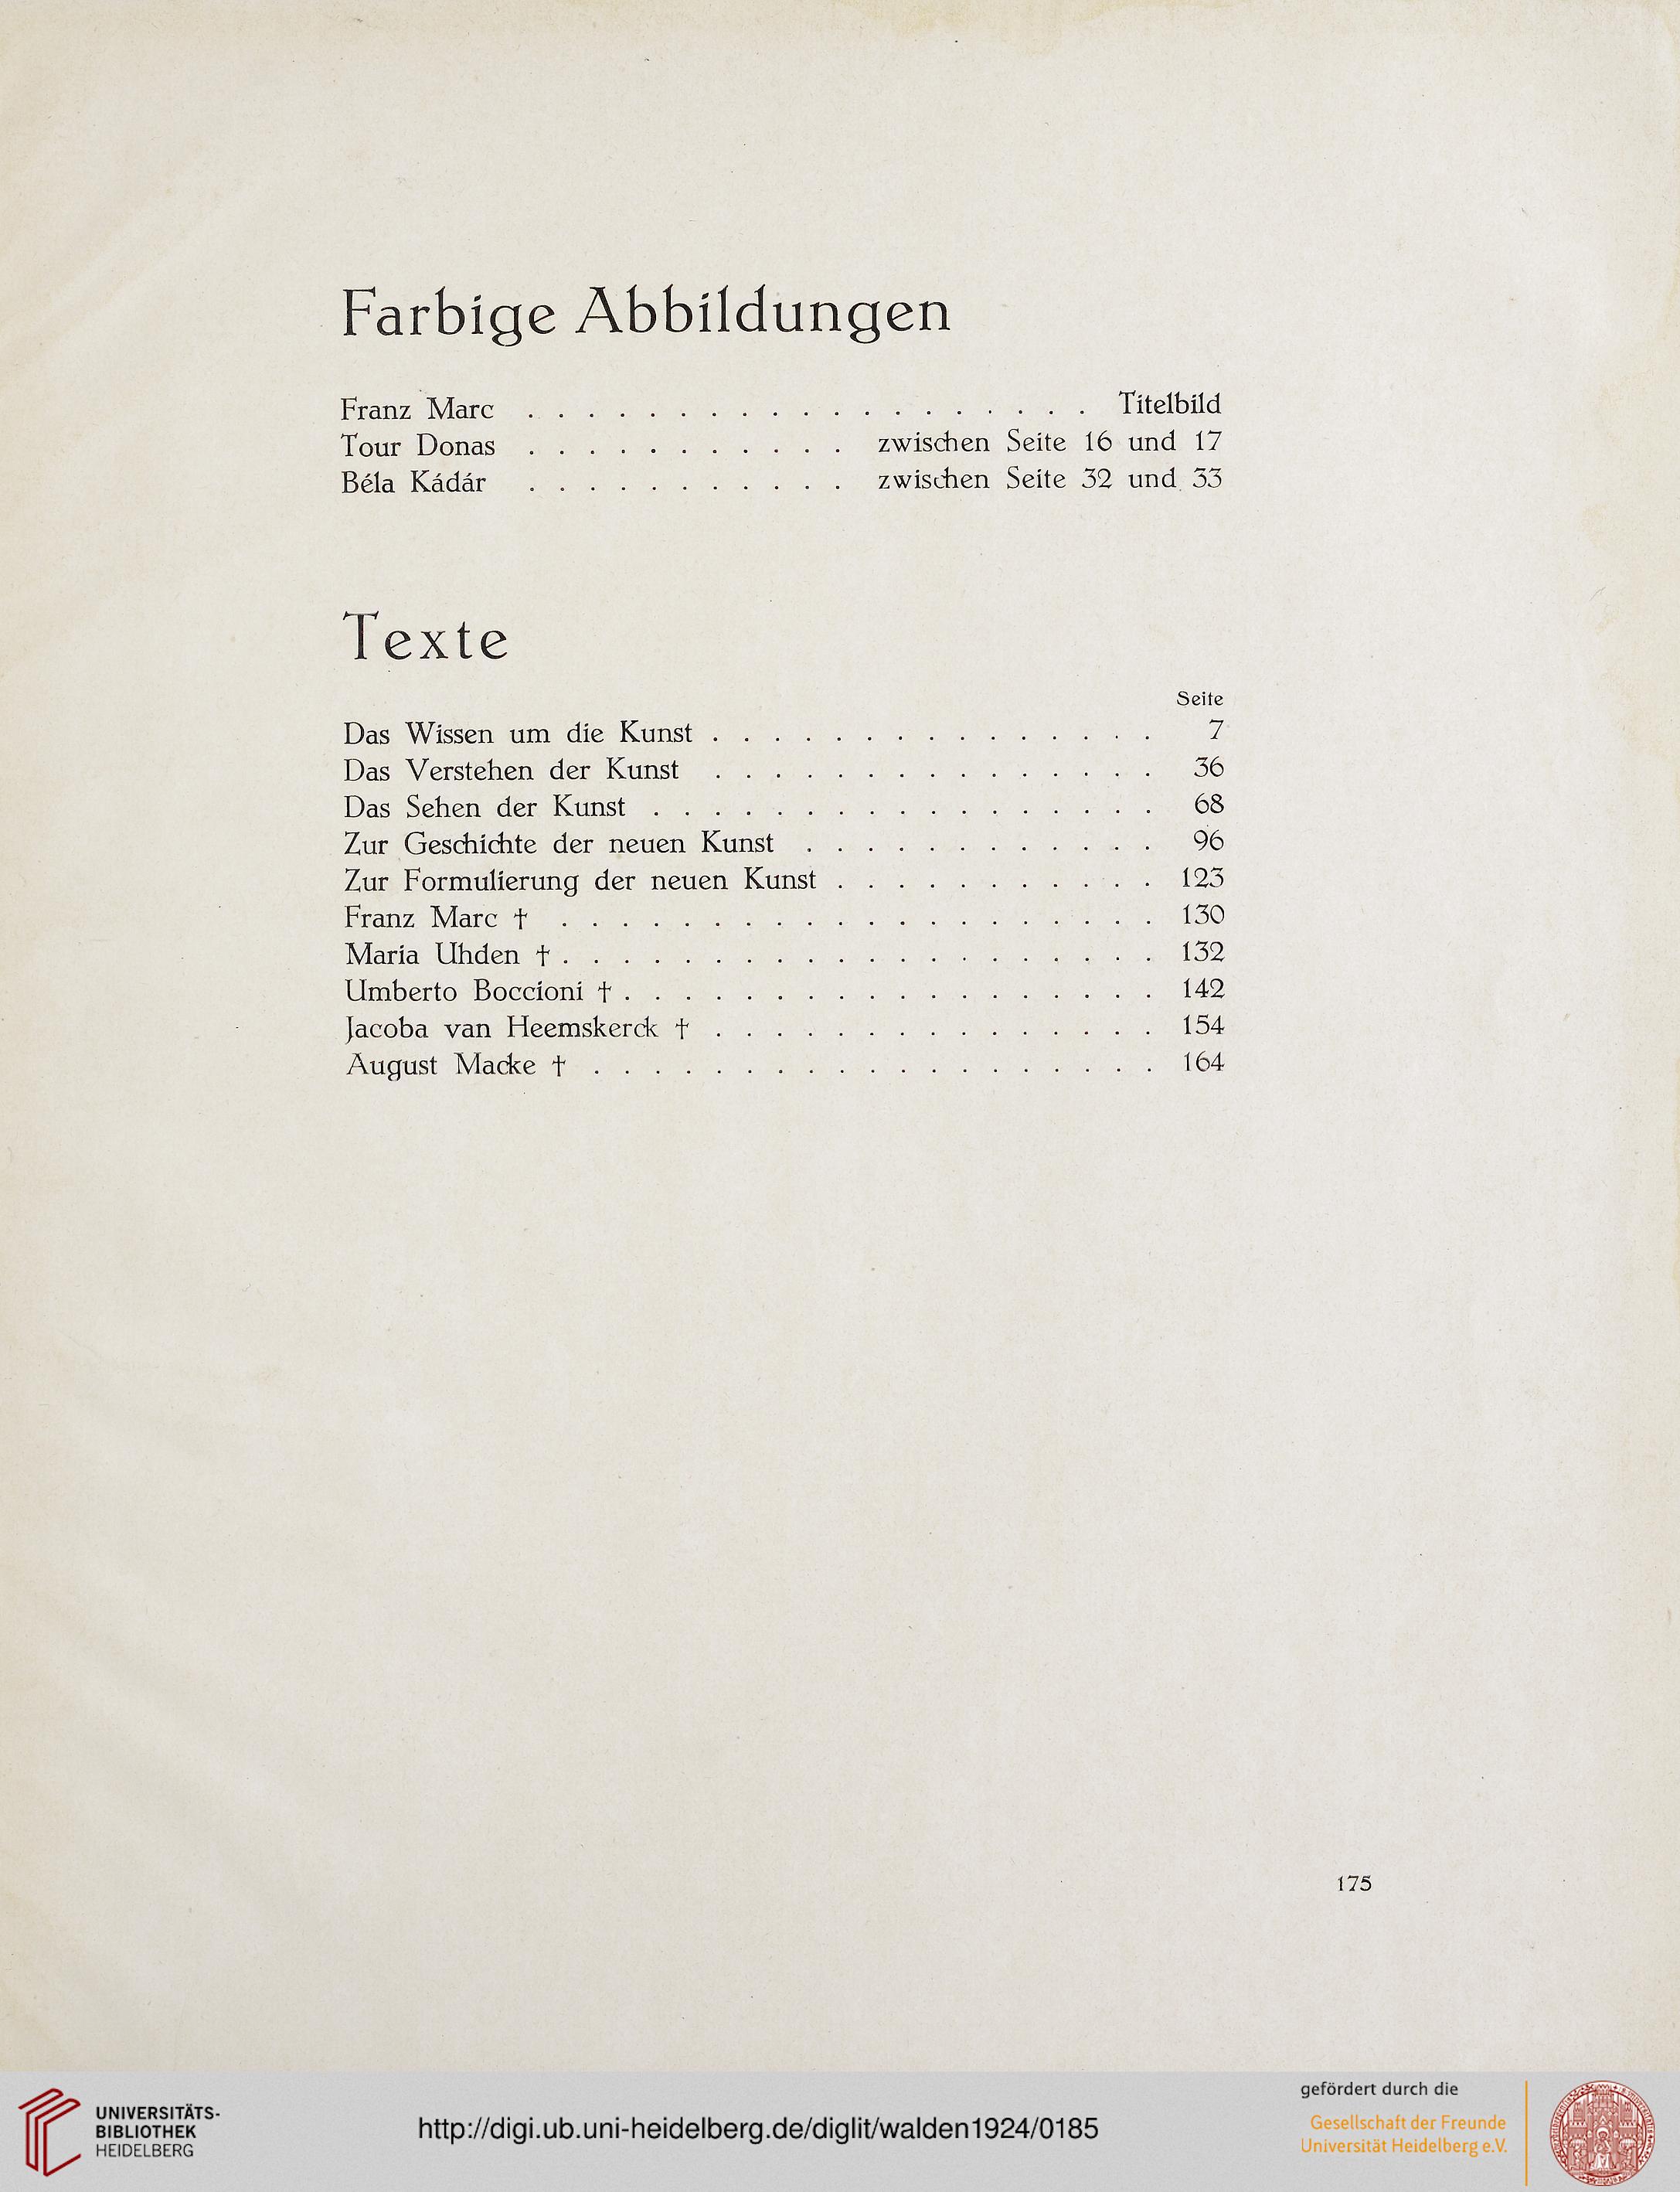 Farbige Abbildungen
Franz Marc . . . . . . . . . . . . . . . . . . . Titelbild
Tour Donas . . . . . . . . . . . zwischen Seite 16 und 17
Béla Kádár . . . . . . . . . . . zwischen Seite 32 und 33
Texte
Seite
Das Wissen um die Kunst . . . . . . . . . . . . . . . 7
Das Verstehen der Kunst . . . . . . . . . . . . . . . 36
Das Sehen der Kunst . . . . . . . . . . . . . . . . . 68
Zur Geschichte der neuen Kunst . . . . . . . . . . . . 96
Zur Formulierung der neuen Kunst . . . . . . . . . . . 123
Franz Marc † . . . . . . . . . . . . . . . . . . . . 130
Maria Uhden † . . . . . . . . . . . . . . . . . . . . 132
Umberto Boccioni † . . . . . . . . . . . . . . . . . . 142
Jacoba van Heemskerck † . . . . . . . . . . . . . . . 154
August Macke † . . . . . . . . . . . . . . . . . . . 164
175
UNIVERSITÄTS-
BIBLIOTHEK
HEIDELBERG
http://digi.ub.uni-heidelberg.de/diglit/walden1924/0185
gefördert durch die
Gesellschaft der Freunde
Universität Heidelberg e.V.